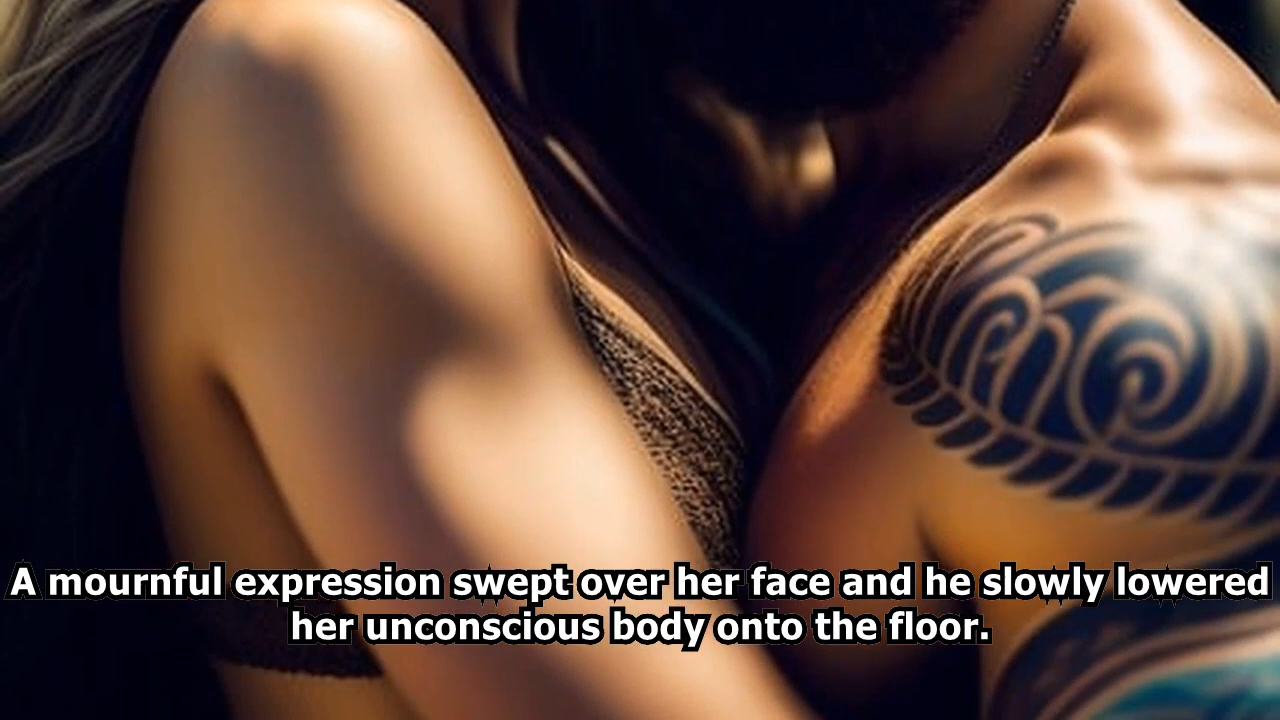 A mournful expression swept over her face and he slowly lowered
her unconscious body onto the floor.